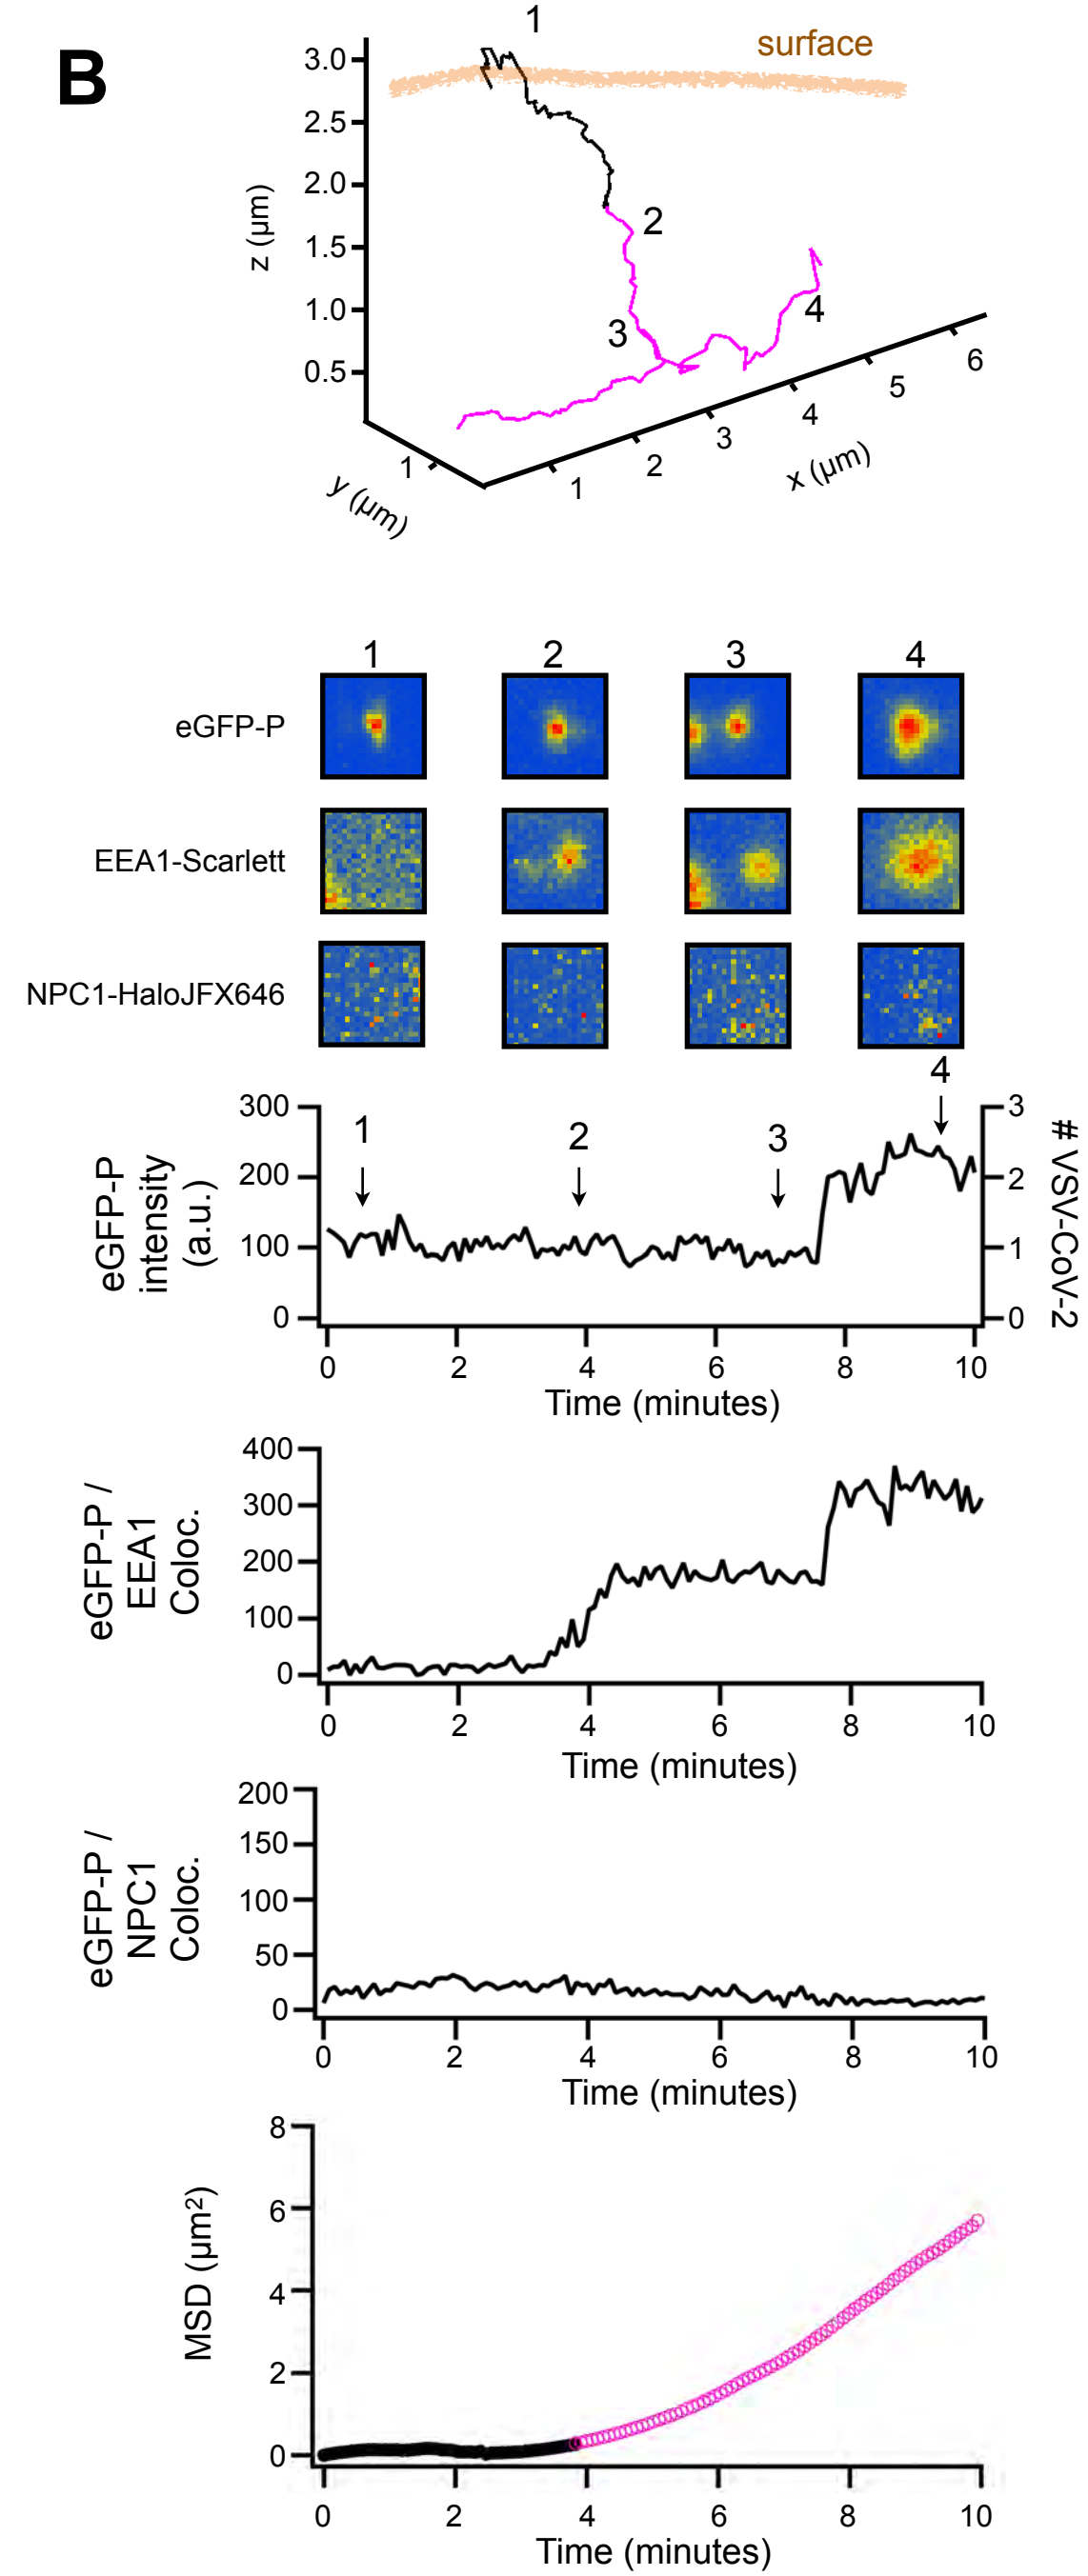 B
1
surface
3.0
2.5
2.0
1.5
1.0
0.5
z (µm)
2
3
4
1
y (µm)
1
2
3
4
5
6
x (µm)
1 2 3 4
eGFP-P
EEA1-Scarlett
NPC1-HaloJFX646
eGFP-P
intensity
(a.u.)
300
200
100
0
1
2
3
4
3
2
1
0
# VSV-CoV-2
0 2 4 6 8 10
Time (minutes)
eGFP-P /
EEA1
Coloc.
400
300
200
100
0
0 2 4 6 8 10
Time (minutes)
eGFP-P /
NPC1
Coloc.
200
150
100
50
0
0 2 4 6 8 10
Time (minutes)
MSD (µm²)
8
6
4
2
0
0 2 4 6 8 10
Time (minutes)